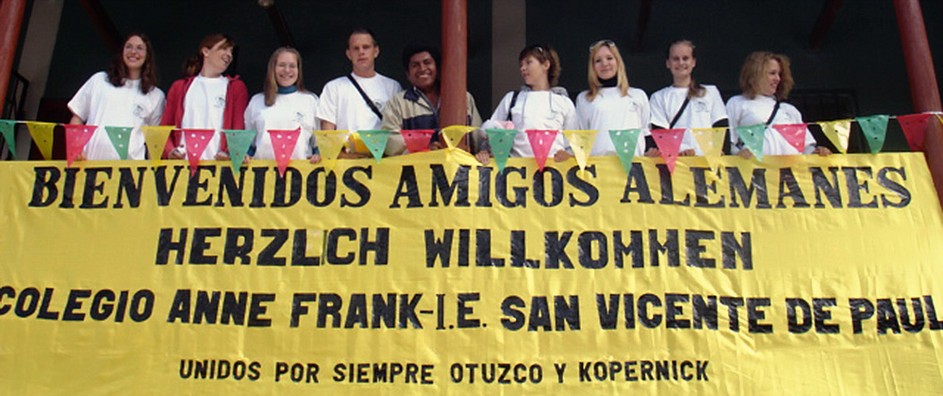 BIENVENIDOS AMIGOS ALEMANES
HERZLCH WILLKOMMEN
COLEGIO ANNE FRANK-I.E. SAN VICENTE DE PAUL
UNIDOS POR SIEMPRE OTUZCO Y KOPERNICK